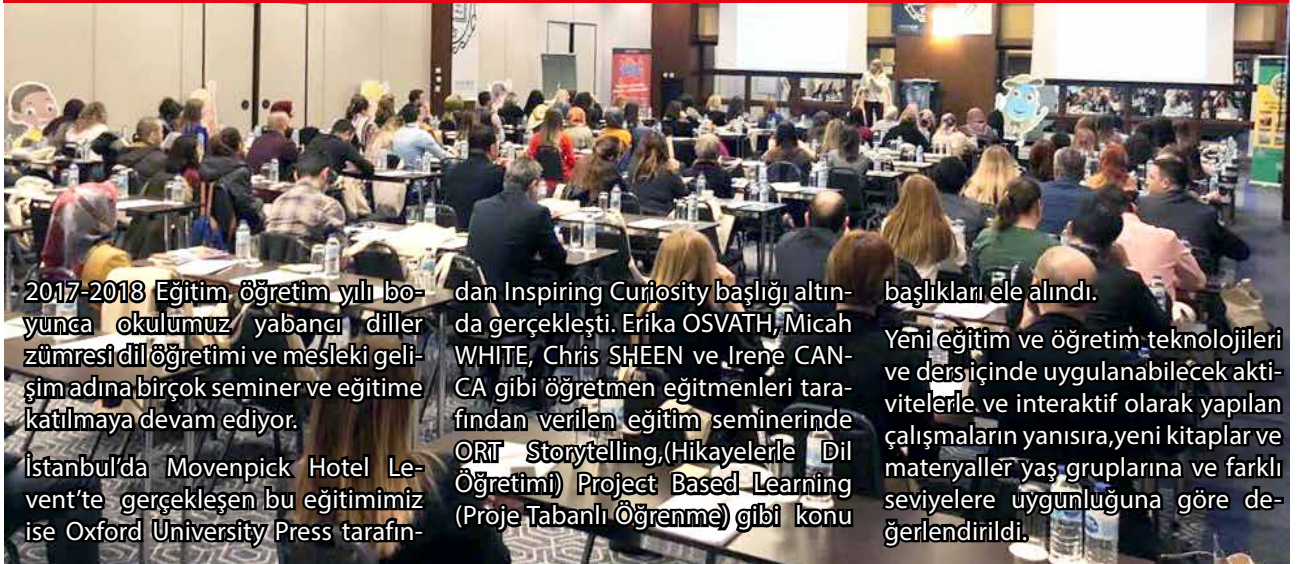 2017-2018 Eğitim öğretim yılı bo-
yunca okulumuz yabancı diller
zümresi dil öğretimi ve mesleki geli-
şim adına birçok seminer ve eğitime
katılmaya devam ediyor.
İstanbul'da Movenpick Hotel Le-
vent'te gerçekleşen bu eğitimimiz
ise Oxford University Press tarafın-
dan Inspiring Curiosity başlığı altın-
da gerçekleşti. Erika OSVATH, Micah
WHITE, Chris SHEEN ve Irene CAN-
CA gibi öğretmen eğitmenleri tara-
fından verilen eğitim seminerinde
ORT Storytelling,(Hikayelerle Dil
Öğretimi) Project Based Learning
(Proje Tabanlı Öğrenme) gibi konu
başlıkları ele alındı.
Yeni eğitim ve öğretim teknolojileri
ve ders içinde uygulanabilecek akti-
vitelerle ve interaktif olarak yapılan
çalışmaların yanısıra,yeni kitaplar ve
materyaller yaş gruplarına ve farklı
seviyelere uygunluğuna göre de-
ğerlendirildi.